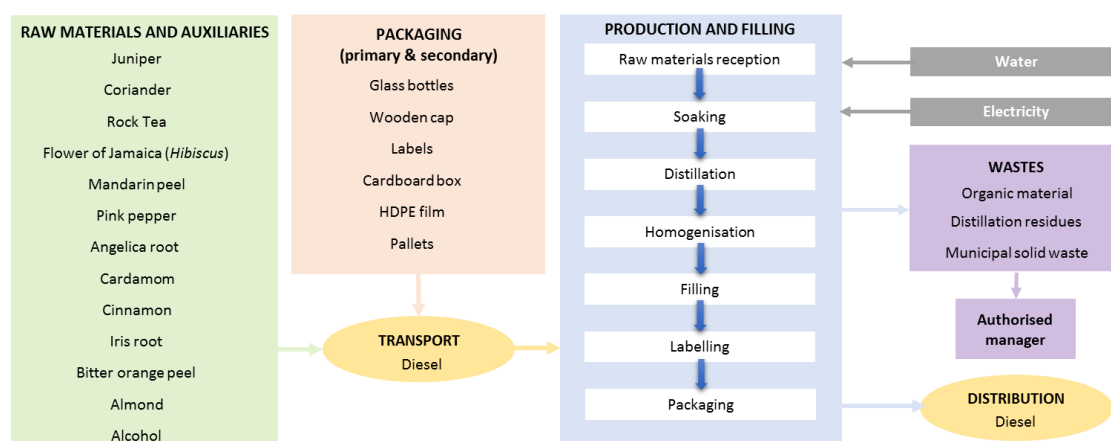 RAW MATERIALS AND AUXILIARIES
Juniper
Coriander
Rock Tea
Flower of Jamaica (Hibiscus)
Mandarin peel
Pink pepper
Angelica root
Cardamom
Cinnamon
Iris root
Bitter orange peel
Almond
Alcohol
PACKAGING
(primary & secondary)
Glass bottles
Wooden cap
Labels
Cardboard box
HDPE film
Pallets
TRANSPORT
Diesel
PRODUCTION AND FILLING
Raw materials reception
Soaking
Distillation
Homogenisation
Filling
Labelling
Packaging
Water
Electricity
WASTES
Organic material
Distillation residues
Municipal solid waste
Authorised
manager
DISTRIBUTION
Diesel